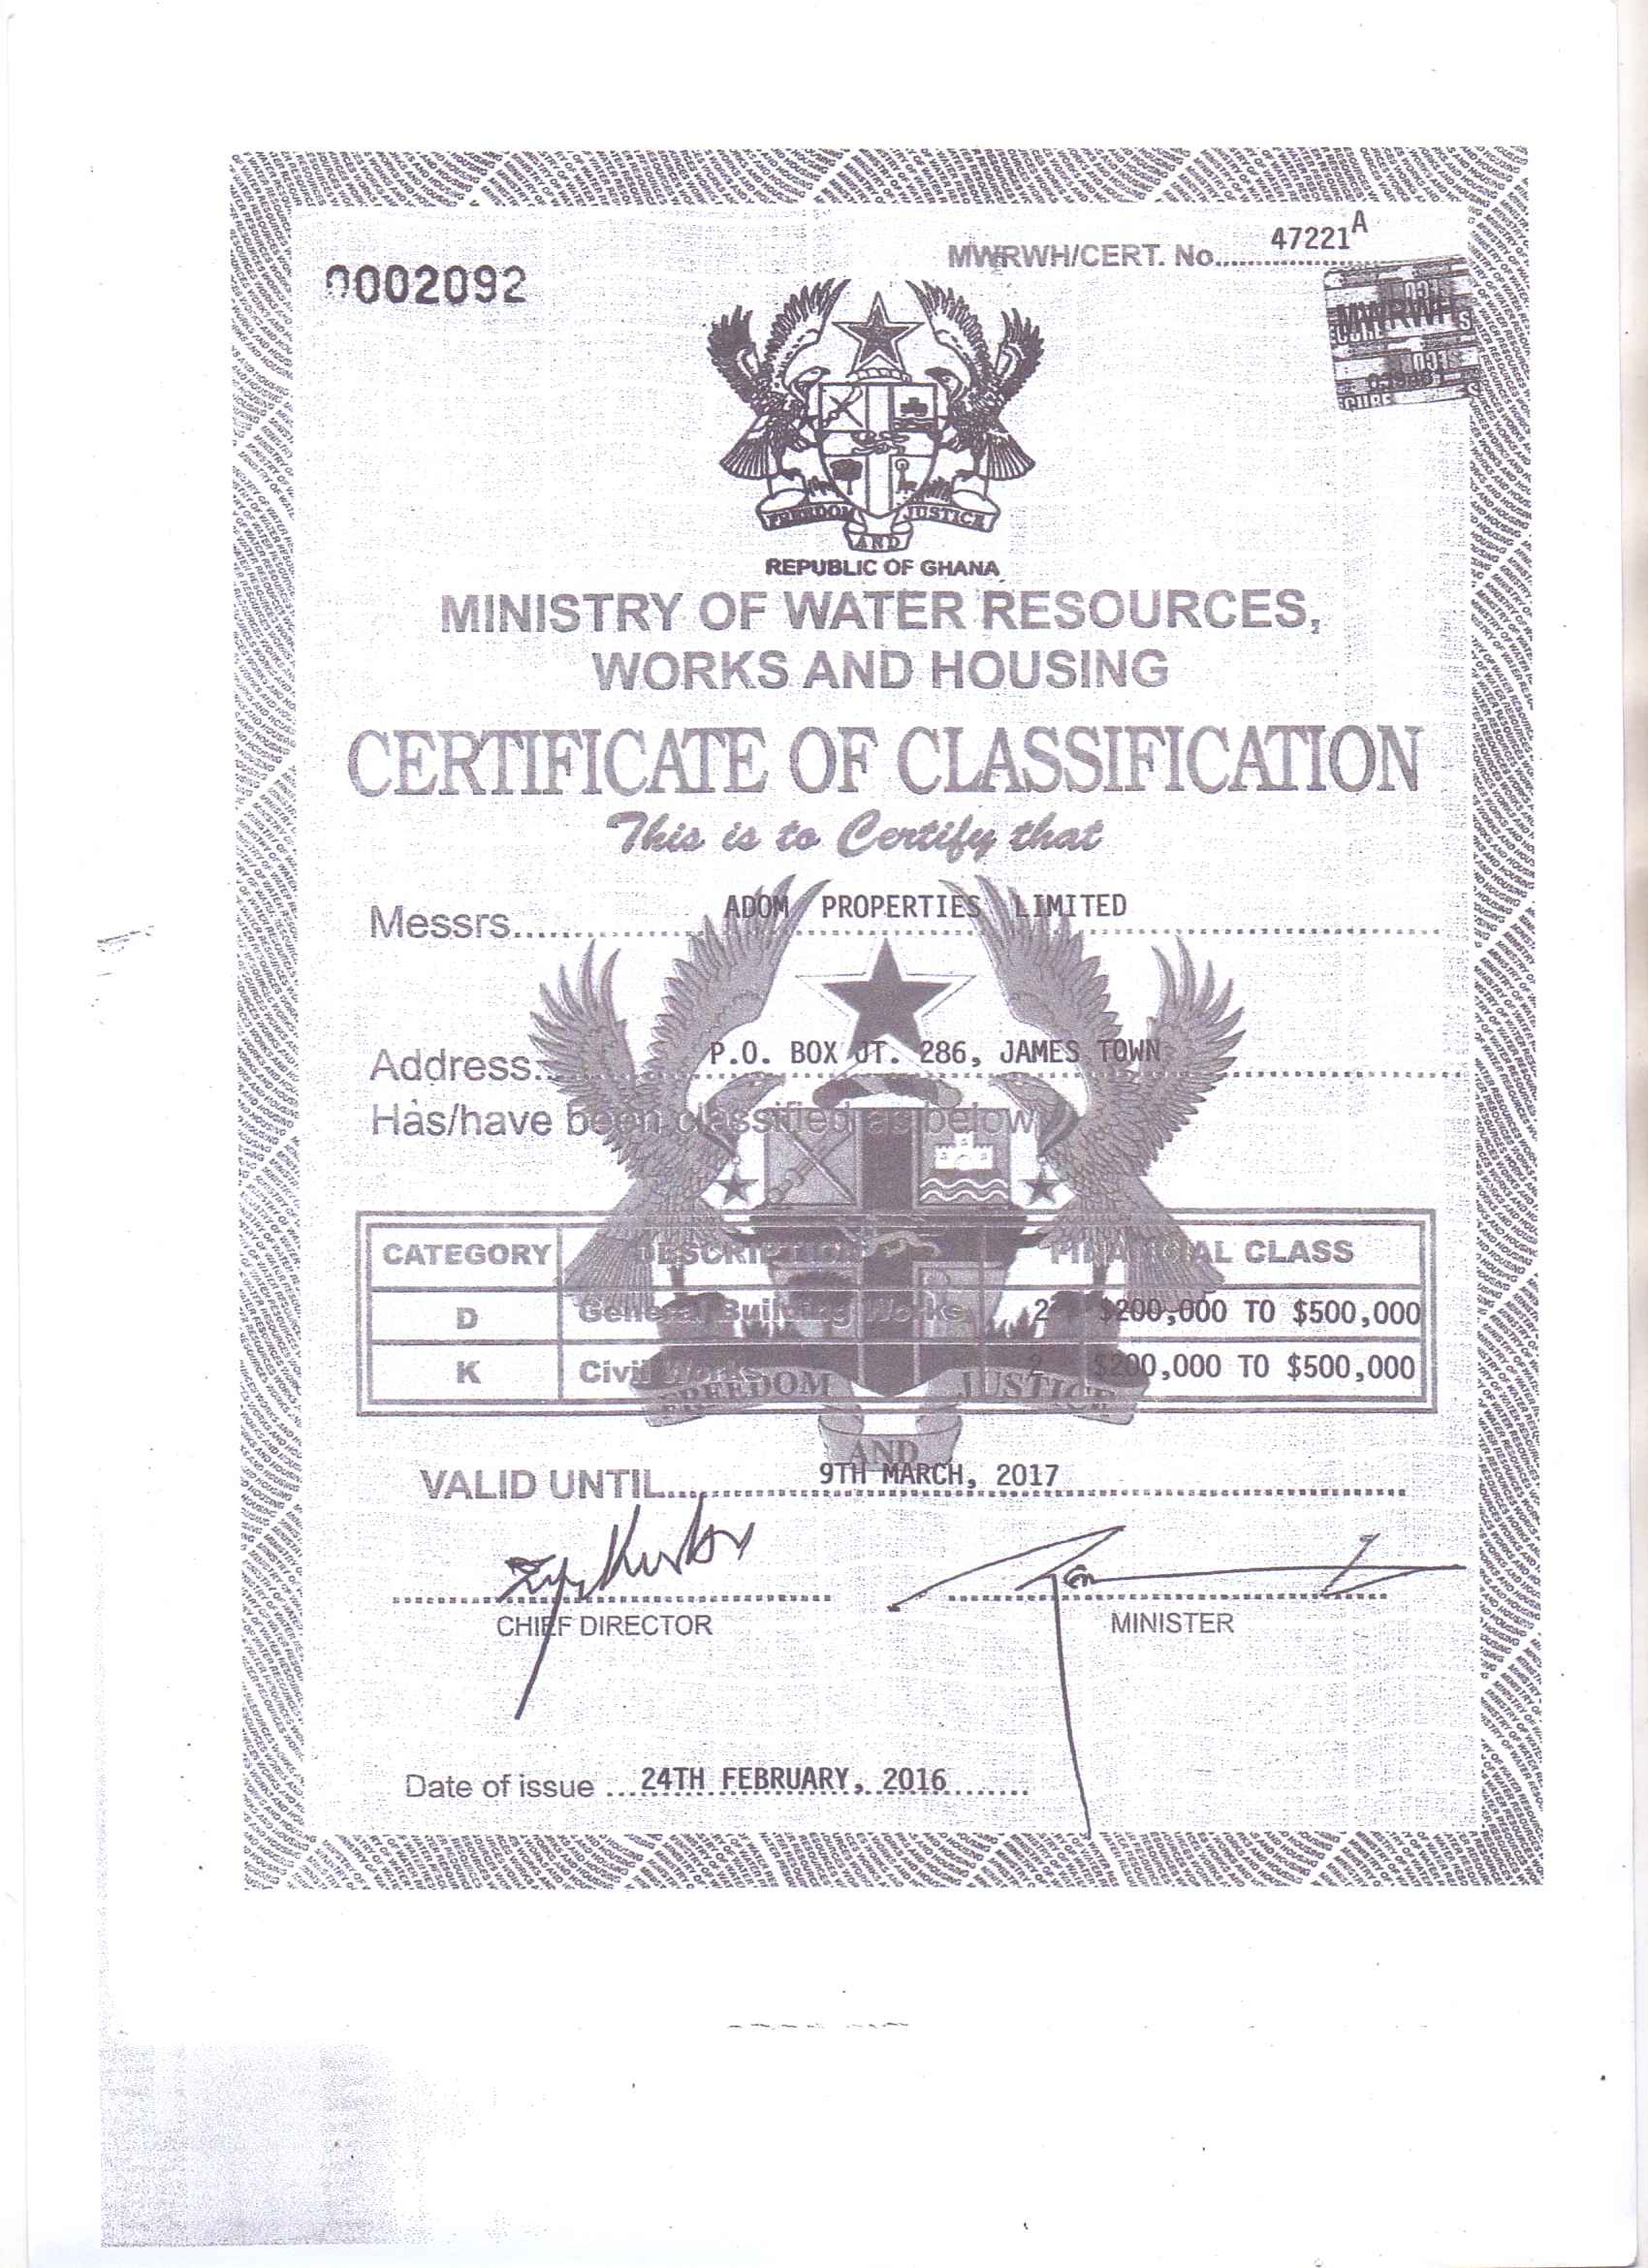 MWRWH/CERT. No. 47221A
0002092
MWRWH
FREEDOM AND JUSTICE
REPUBLIC OF GHANA
MINISTRY OF WATER RESOURCES,
WORKS AND HOUSING
CERTIFICATE OF CLASSIFICATION
This is to Certify that
Messrs. ADOM PROPERTIES LIMITED
Address. P.O. BOX JT. 286, JAMES TOWN
Has/have been classified as below
CATEGORY DESCRIPTION FINANCIAL CLASS
D General Building Works 2 $200,000 TO $500,000
K Civil Works 2 $200,000 TO $500,000
FREEDOM AND JUSTICE
VALID UNTIL 9TH MARCH, 2017
CHIEF DIRECTOR MINISTER
Date of issue 24TH FEBRUARY, 2016